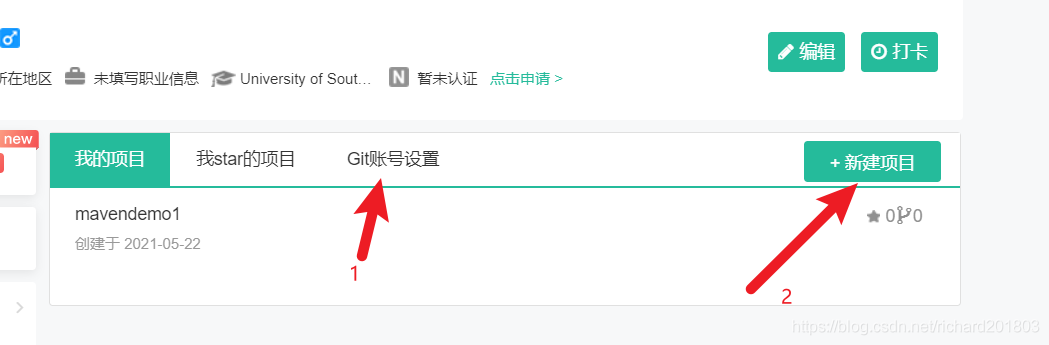 编辑
打卡
所在地区 未填写职业信息 University of Sout... N 暂未认证 点击申请 >
new
我的项目 我star的项目 Git账号设置 + 新建项目
mavendemo1 0 0
创建于 2021-05-22
1
2
https://blog.csdn.net/richard201803